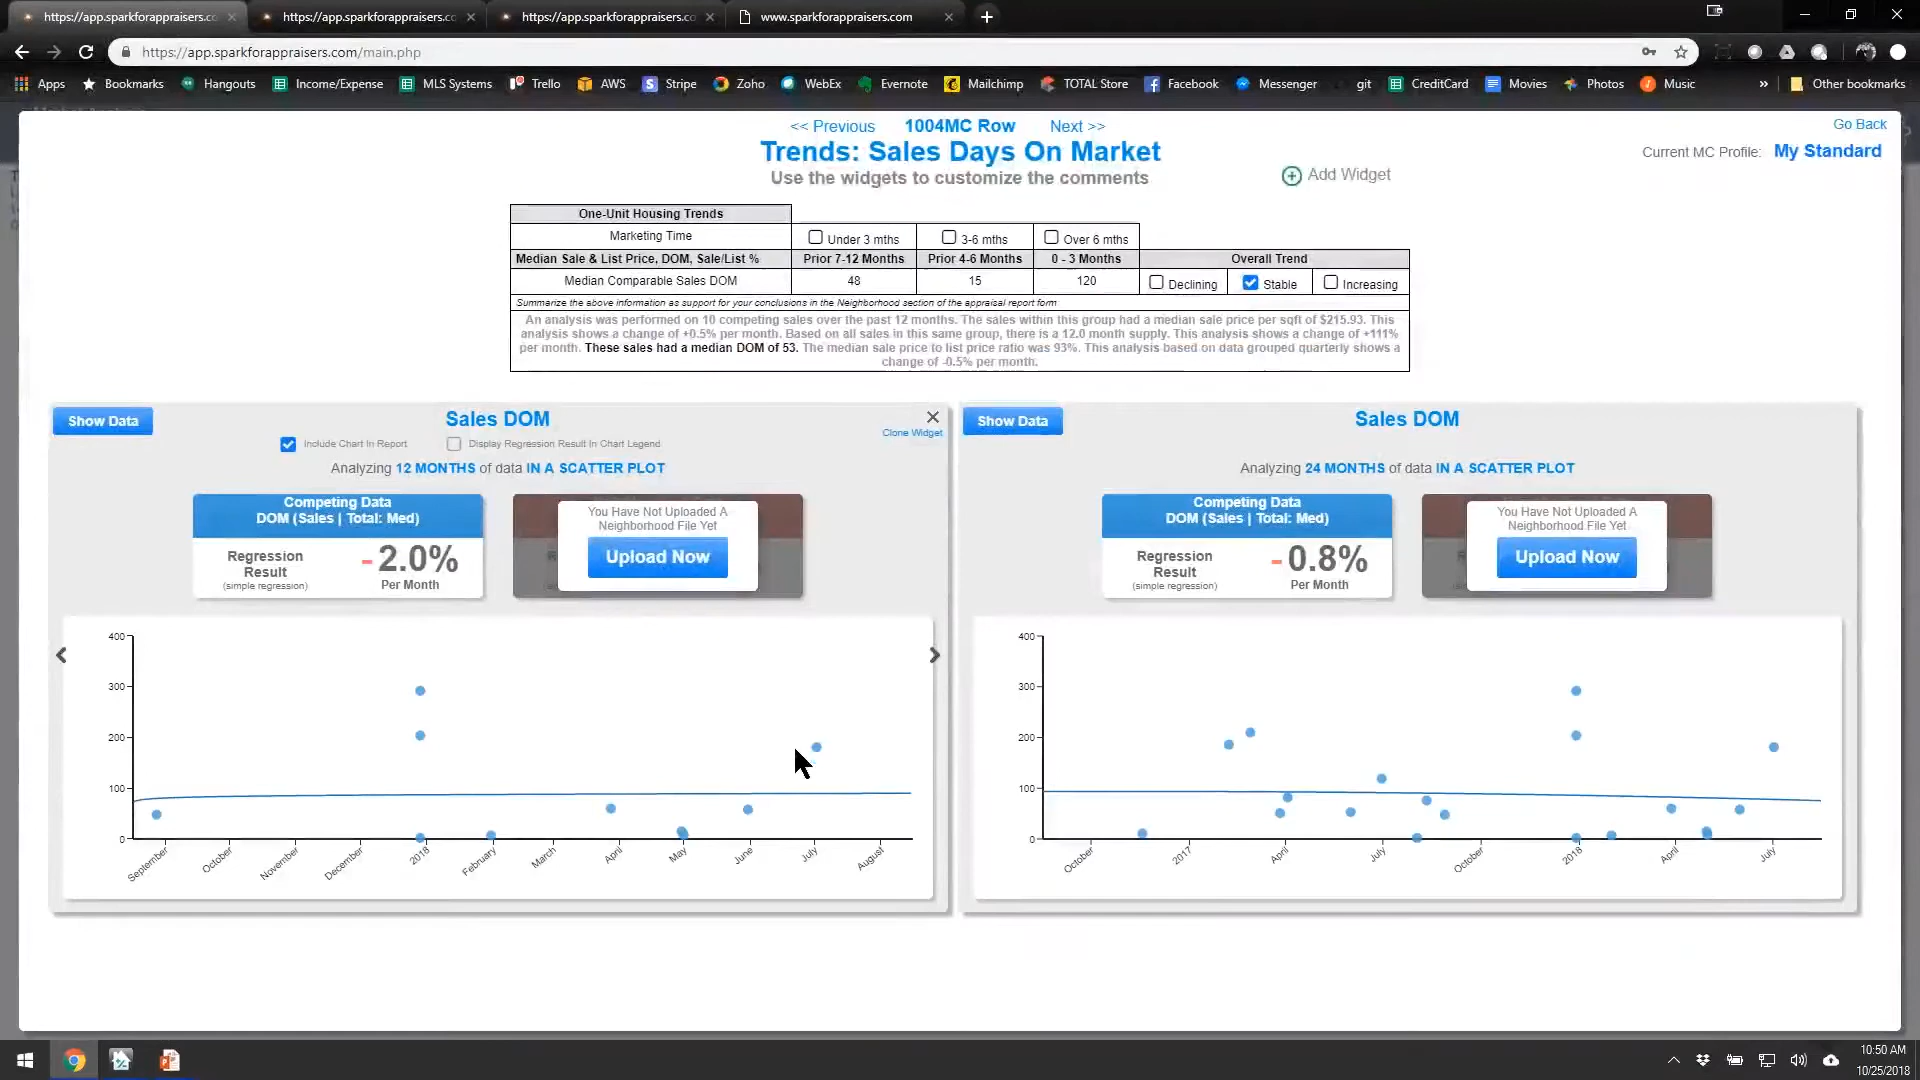 https://app.sparkforappraisers.co
https://app.sparkforappraisers.co
https://app.sparkforappraisers.co
www.sparkforappraisers.com
https://app.sparkforappraisers.com/main.php
Apps Bookmarks Hangouts Income/Expense MLS Systems Trello AWS Stripe Zoho WebEx Evernote Mailchimp TOTAL Store Facebook Messenger git CreditCard Movies Photos Music » Other bookmarks
<< Previous 1004MC Row Next >>
Go Back
Trends: Sales Days On Market
Current MC Profile: My Standard
Use the widgets to customize the comments
Add Widget
One-Unit Housing Trends
Marketing Time Under 3 mths 3-6 mths Over 6 mths
Median Sale & List Price, DOM, Sale/List % Prior 7-12 Months Prior 4-6 Months 0 - 3 Months Overall Trend
Median Comparable Sales DOM 48 15 120 Declining Stable Increasing
Summarize the above information as support for your conclusions in the Neighborhood section of the appraisal report form
An analysis was performed on 10 competing sales over the past 12 months. The sales within this group had a median sale price per sqft of $215.93. This
analysis shows a change of +0.5% per month. Based on all sales in this same group, there is a 12.0 month supply. This analysis shows a change of +111%
per month. These sales had a median DOM of 53. The median sale price to list price ratio was 93%. This analysis based on data grouped quarterly shows a
change of -0.5% per month.
Show Data
Sales DOM
Clone Widget
Include Chart In Report Display Regression Result In Chart Legend
Analyzing 12 MONTHS of data IN A SCATTER PLOT
Competing Data
DOM (Sales | Total: Med)
Regression
Result
(simple regression)
- 2.0%
Per Month
You Have Not Uploaded A
Neighborhood File Yet
Upload Now
400
300
200
100
0
September October November December 2018 February March April May June July August
Show Data
Sales DOM
Analyzing 24 MONTHS of data IN A SCATTER PLOT
Competing Data
DOM (Sales | Total: Med)
Regression
Result
(simple regression)
- 0.8%
Per Month
You Have Not Uploaded A
Neighborhood File Yet
Upload Now
400
300
200
100
0
October 2017 April July October 2018 April July
10:50 AM
10/25/2018